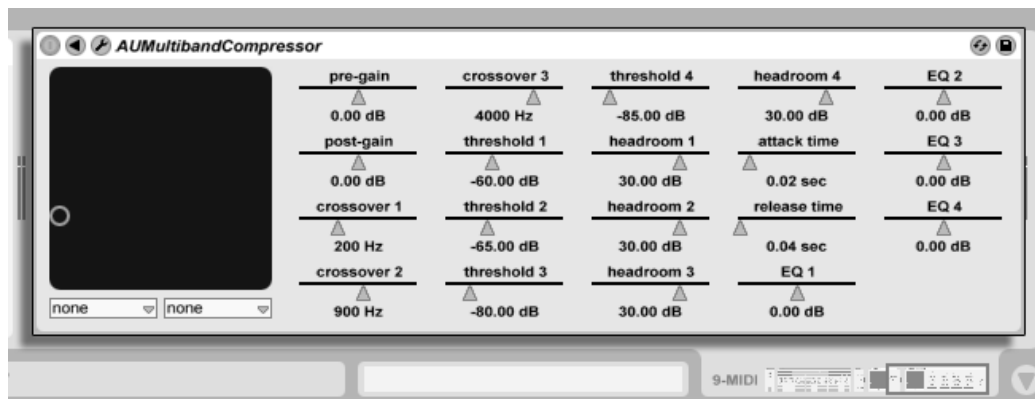 AUMultibandCompressor
pre-gain
0.00 dB
post-gain
0.00 dB
crossover 1
200 Hz
crossover 2
900 Hz
crossover 3
4000 Hz
threshold 1
-60.00 dB
threshold 2
-65.00 dB
threshold 3
-80.00 dB
threshold 4
-85.00 dB
headroom 1
30.00 dB
headroom 2
30.00 dB
headroom 3
30.00 dB
headroom 4
30.00 dB
attack time
0.02 sec
release time
0.04 sec
EQ 1
0.00 dB
EQ 2
0.00 dB
EQ 3
0.00 dB
EQ 4
0.00 dB
none
none
9-MIDI